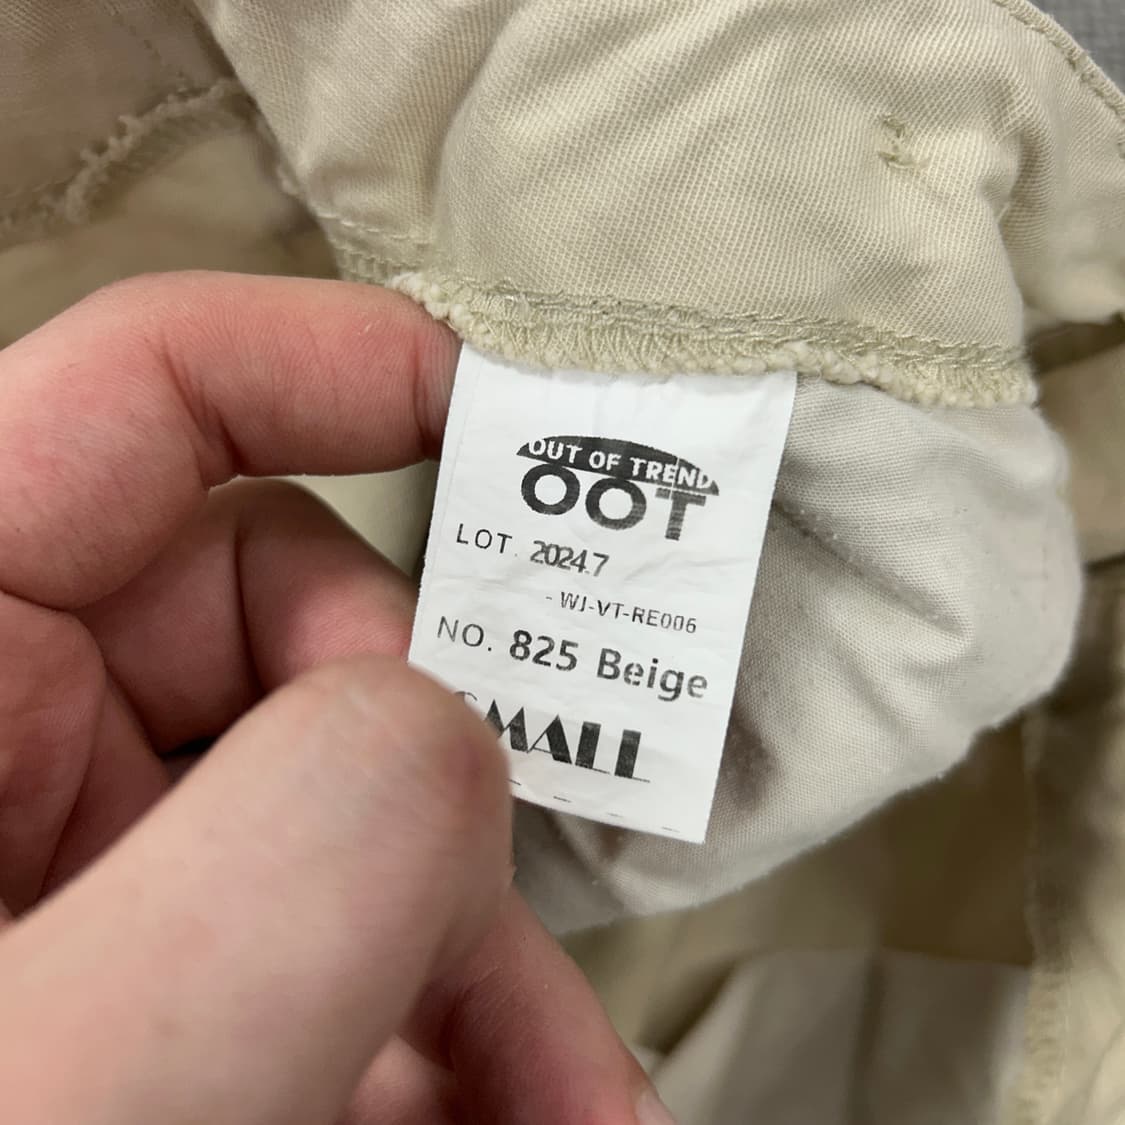 OUT OF TREND
OOT
LOT. 2024.7
- WJ-VT-RE006
NO. 825 Beige
SMALL